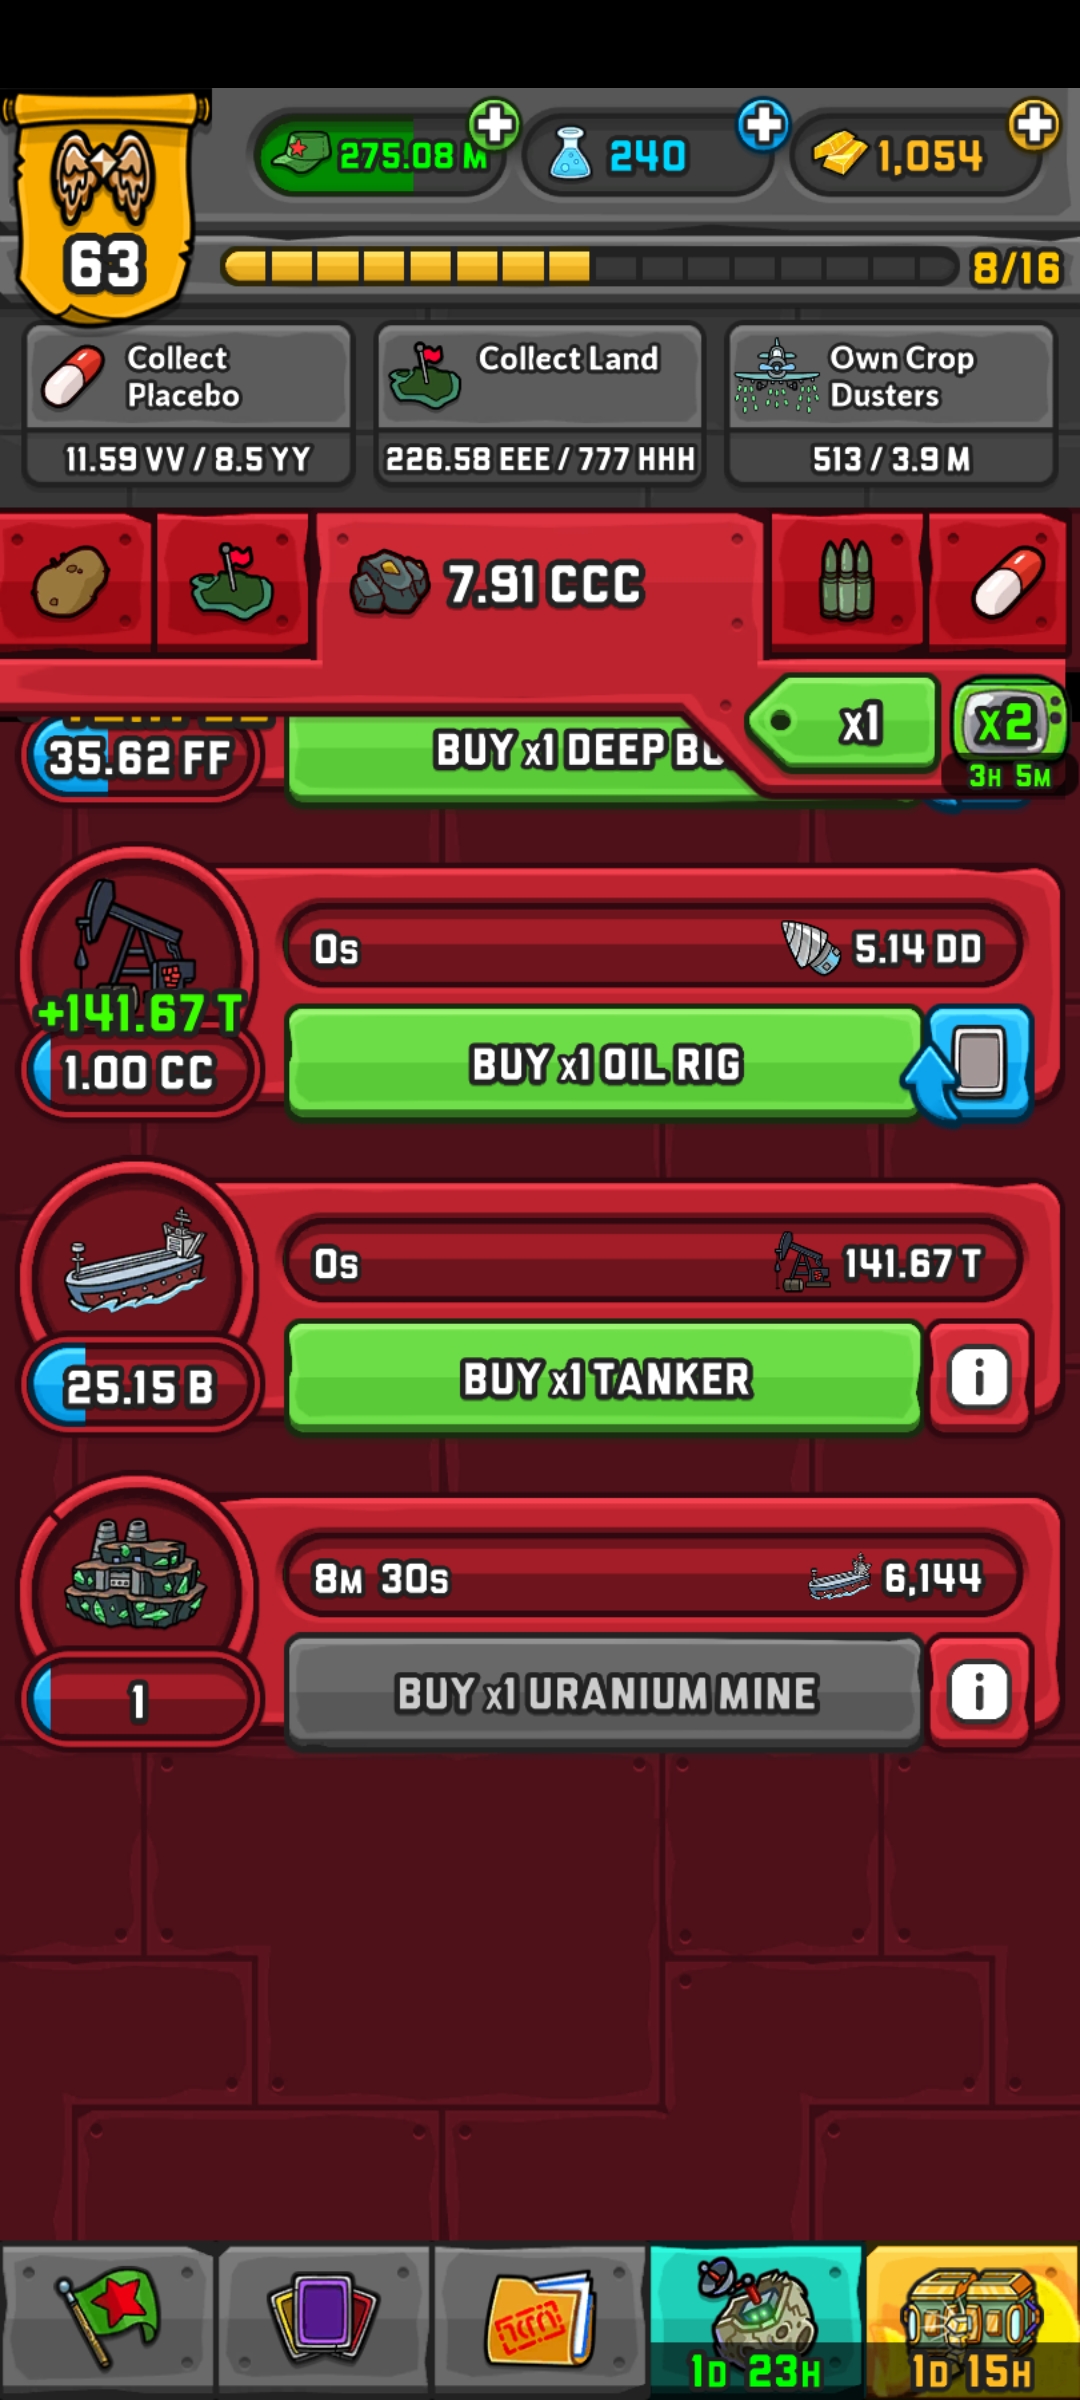 275.08 M
240
1,054
63
8/16
Collect
Placebo
11.59 VV / 8.5 YY
Collect Land
226.58 EEE / 777 HHH
Own Crop
Dusters
513 / 3.9 M
7.91 CCC
x1
x2
3H 5M
35.62 FF
BUY x1 DEEP
0s
5.14 DD
+141.67 T
1.00 CC
BUY x1 OIL RIG
0s
141.67 T
25.15 B
BUY x1 TANKER
i
8M 30s
6,144
1
BUY x1 URANIUM MINE
i
1D 23H
1D 15H